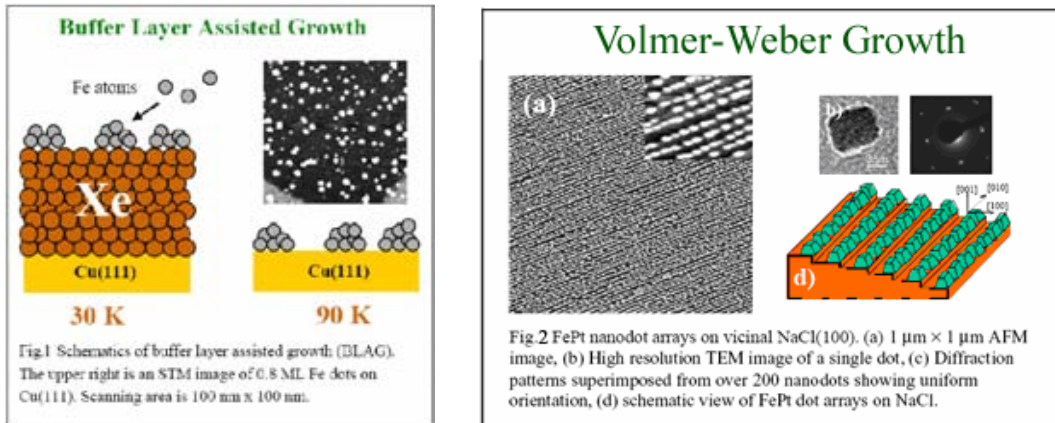 Buffer Layer Assisted Growth
Fe atoms
Xe
Cu(111)
Cu(111)
30 K
90 K
Fig.1 Schematics of buffer layer assisted growth (BLAG).
The upper right is an STM image of 0.8 ML Fe dots on
Cu(111). Scanning area is 100 nm x 100 nm.
Volmer-Weber Growth
(a)
b)
[001]
[010]
[100]
d)
Fig.2 FePt nanodot arrays on vicinal NaCl(100). (a) 1 μm × 1 μm AFM
image, (b) High resolution TEM image of a single dot, (c) Diffraction
patterns superimposed from over 200 nanodots showing uniform
orientation, (d) schematic view of FePt dot arrays on NaCl.